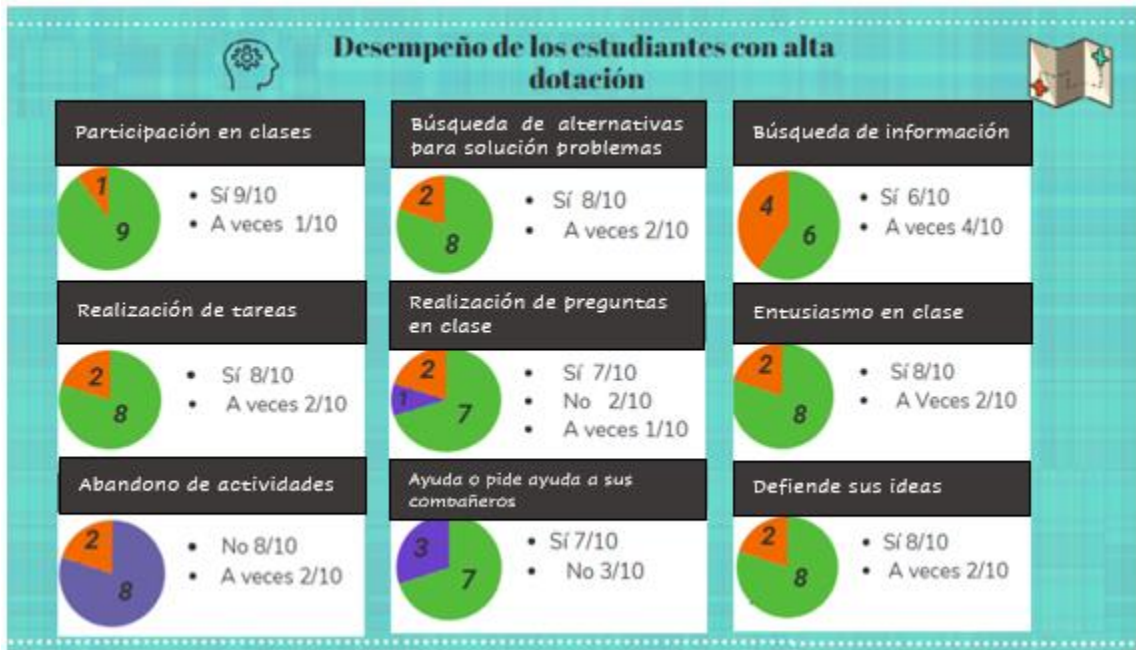 Desempeño de los estudiantes con alta
dotación
Participación en clases
1
9
Sí 9/10
A veces 1/10
Búsqueda de alternativas
para solución problemas
2
8
Sí 8/10
A veces 2/10
Búsqueda de información
4
6
Sí 6/10
A veces 4/10
Realización de tareas
2
8
Sí 8/10
A veces 2/10
Realización de preguntas
en clase
2
1
7
Sí 7/10
No 2/10
A veces 1/10
Entusiasmo en clase
2
8
Sí 8/10
A Veces 2/10
Abandono de actividades
2
8
No 8/10
A veces 2/10
Ayuda o pide ayuda a sus
compañeros
3
7
Sí 7/10
No 3/10
Defiende sus ideas
2
8
Sí 8/10
A veces 2/10